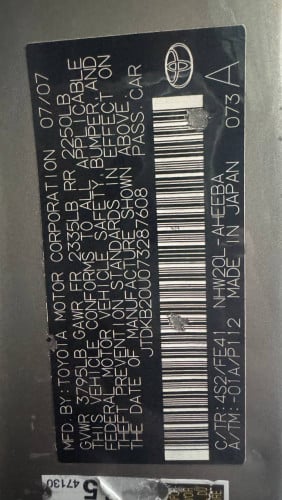 MFD.BY:TOYOTA MOTOR CORPORATION 07/07
GVWR 3795LB GAWR FR 2335LB RR 2250LB
THIS VEHICLE CONFORMS TO ALL APPLICABLE
FEDERAL MOTOR VEHICLE SAFETY, BUMPER,AND
THEFT PREVENTION STANDARDS IN EFFECT ON
THE DATE OF MANUFACTURE SHOWN ABOVE.
JTDKB20U073287608 PASS.CAR
C/TR:4S2/FE41 NHW20L-AHEEBA
A/TM:-01A/P112 MADE IN JAPAN 073 A
47130
5